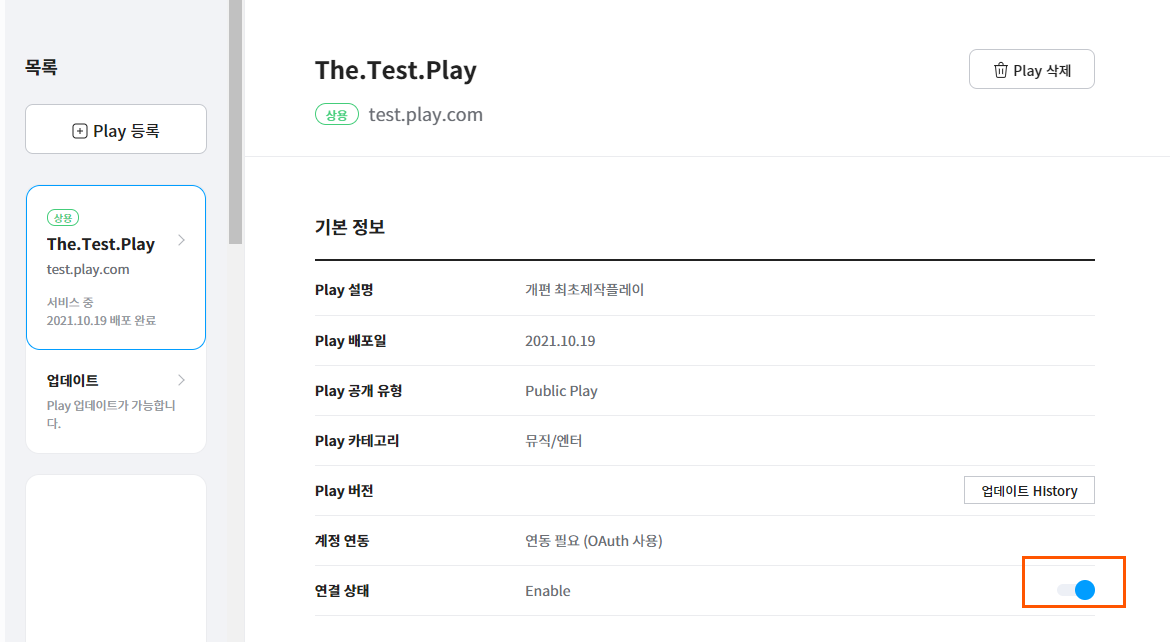 목록
Play 등록
상용
The.Test.Play
test.play.com
서비스 중
2021.10.19 배포 완료
업데이트
Play 업데이트가 가능합니
다.
The.Test.Play
Play 삭제
상용 test.play.com
기본 정보
Play 설명 개편 최초제작플레이
Play 배포일 2021.10.19
Play 공개 유형 Public Play
Play 카테고리 뮤직/엔터
Play 버전 업데이트 HIstory
계정 연동 연동 필요 (OAuth 사용)
연결 상태 Enable